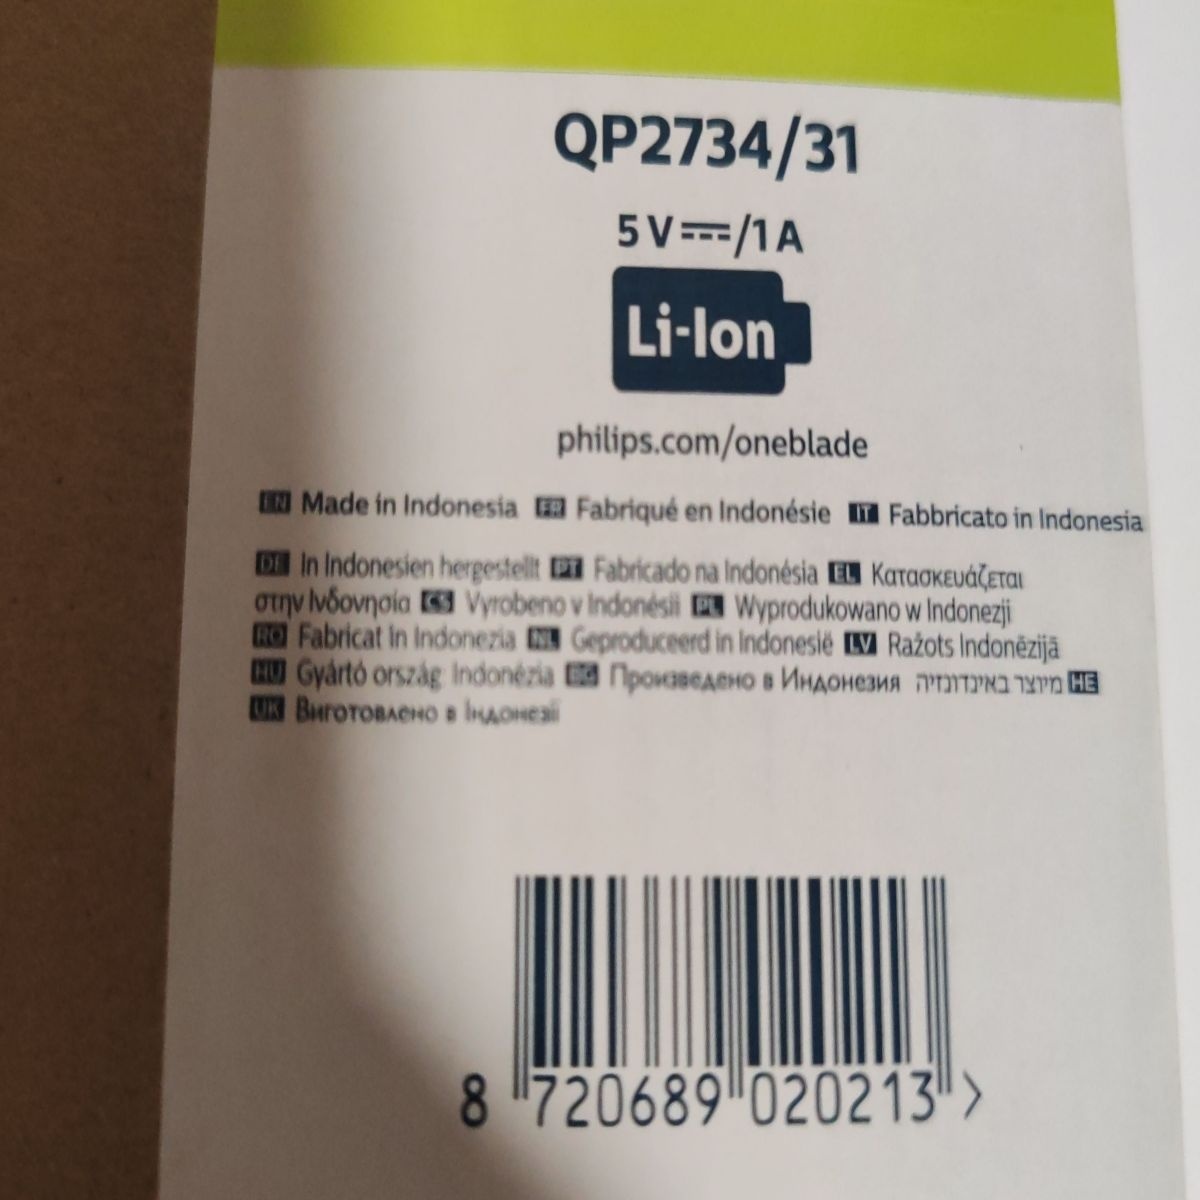 QP2734/31
5 V⎓/1 A
Li-Ion
philips.com/oneblade
EN Made in Indonesia FR Fabriqué en Indonésie IT Fabbricato in Indonesia
DE In Indonesien hergestellt PT Fabricado na Indonésia EL Κατασκευάζεται
στην Ινδονησία CS Vyrobeno v Indonésii PL Wyprodukowano w Indonezji
RO Fabricat în Indonezia NL Geproduceerd in Indonesië LV Ražots Indonēzijā
HU Gyártó ország: Indonézia BG Произведено в Индонезия מיוצר באינדונזיה HE
UK Виготовлено в Індонезії
8 720689 020213 >